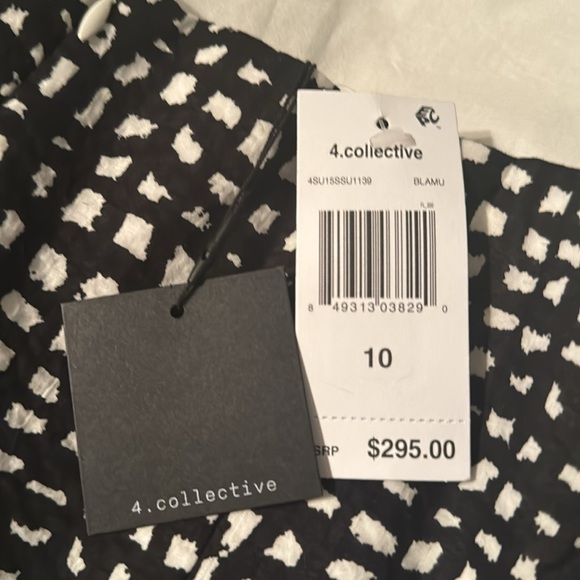 4.collective
4SU15SSU1139 BLAMU
8 49313 03829 0
10
SRP $295.00
4.collective